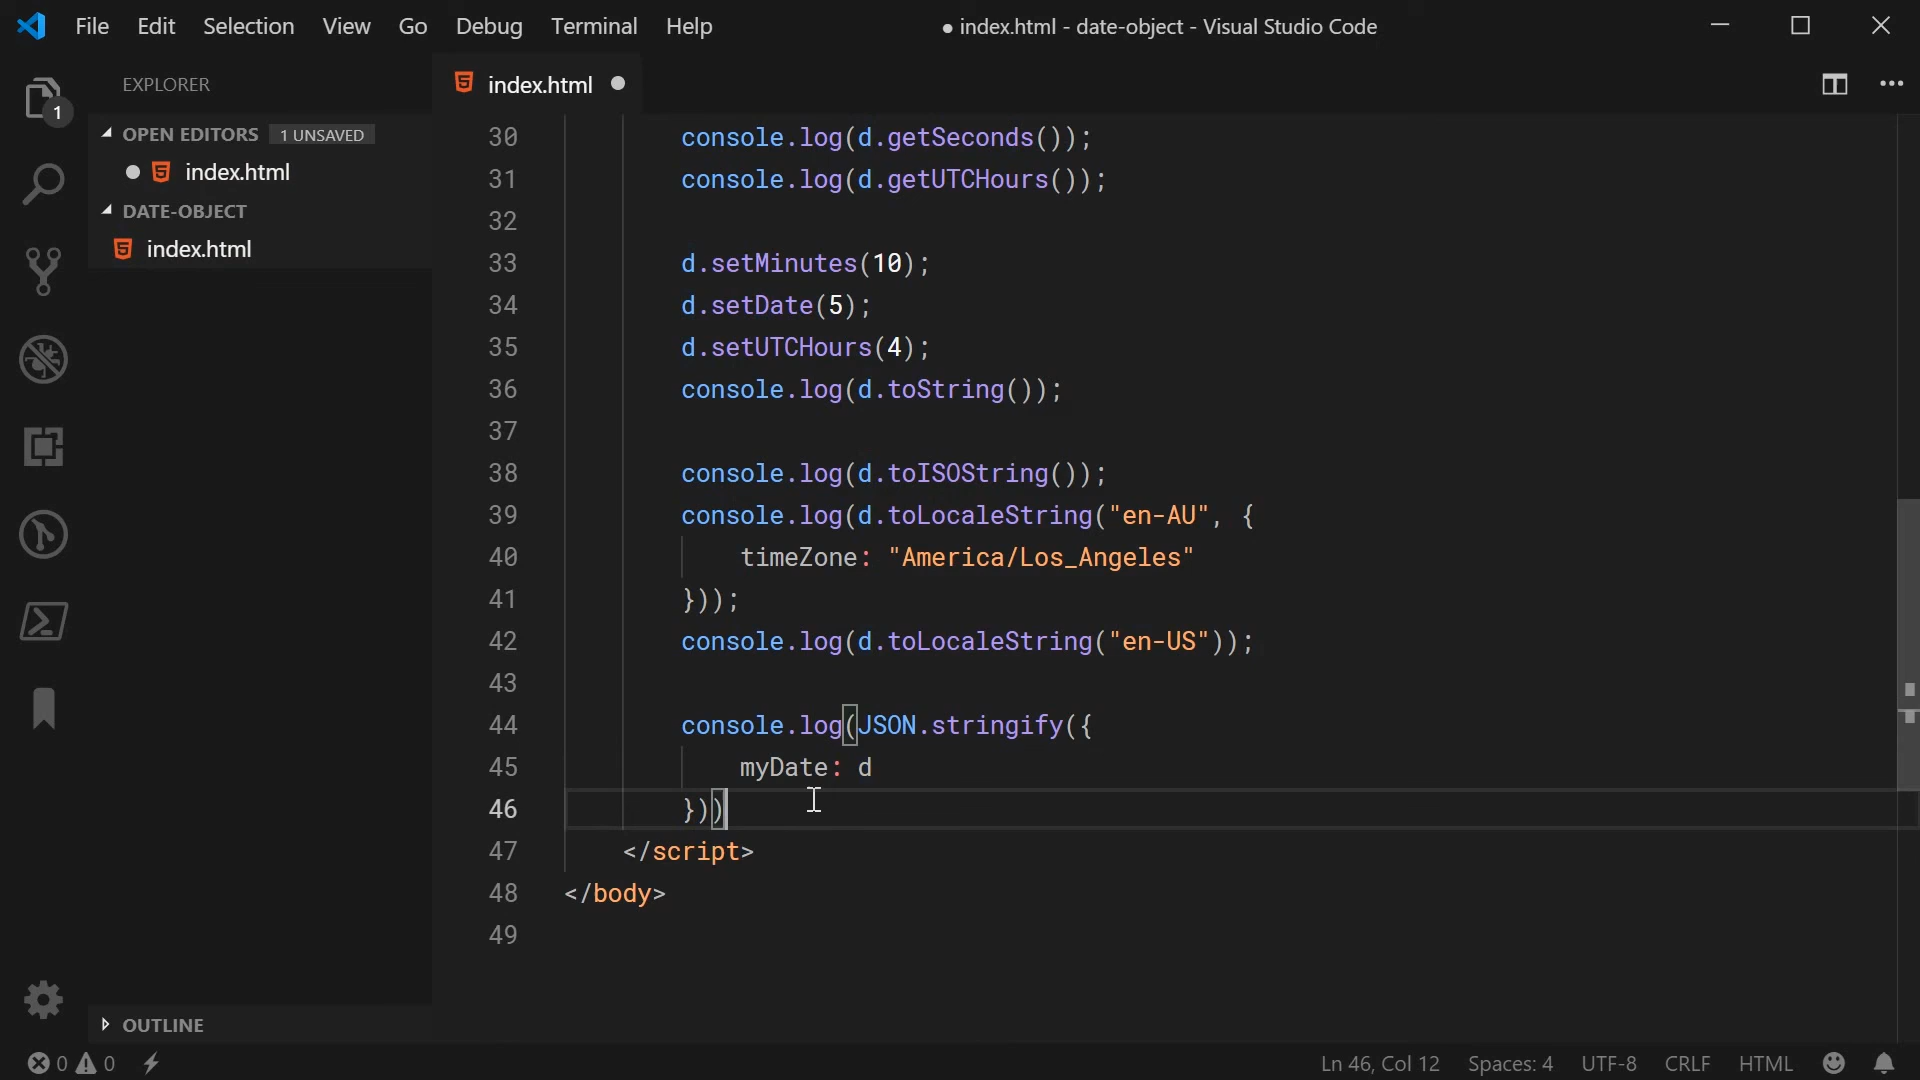 File Edit Selection View Go Debug Terminal Help
● index.html - date-object - Visual Studio Code
EXPLORER
1
OPEN EDITORS 1 UNSAVED
index.html
DATE-OBJECT
index.html
OUTLINE
index.html
30 console.log(d.getSeconds());
31 console.log(d.getUTCHours());
32
33 d.setMinutes(10);
34 d.setDate(5);
35 d.setUTCHours(4);
36 console.log(d.toString());
37
38 console.log(d.toISOString());
39 console.log(d.toLocaleString("en-AU", {
40 timeZone: "America/Los_Angeles"
41 }));
42 console.log(d.toLocaleString("en-US"));
43
44 console.log(JSON.stringify({
45 myDate: d
46 }))
47 </script>
48 </body>
49
0 0 Ln 46, Col 12 Spaces: 4 UTF-8 CRLF HTML